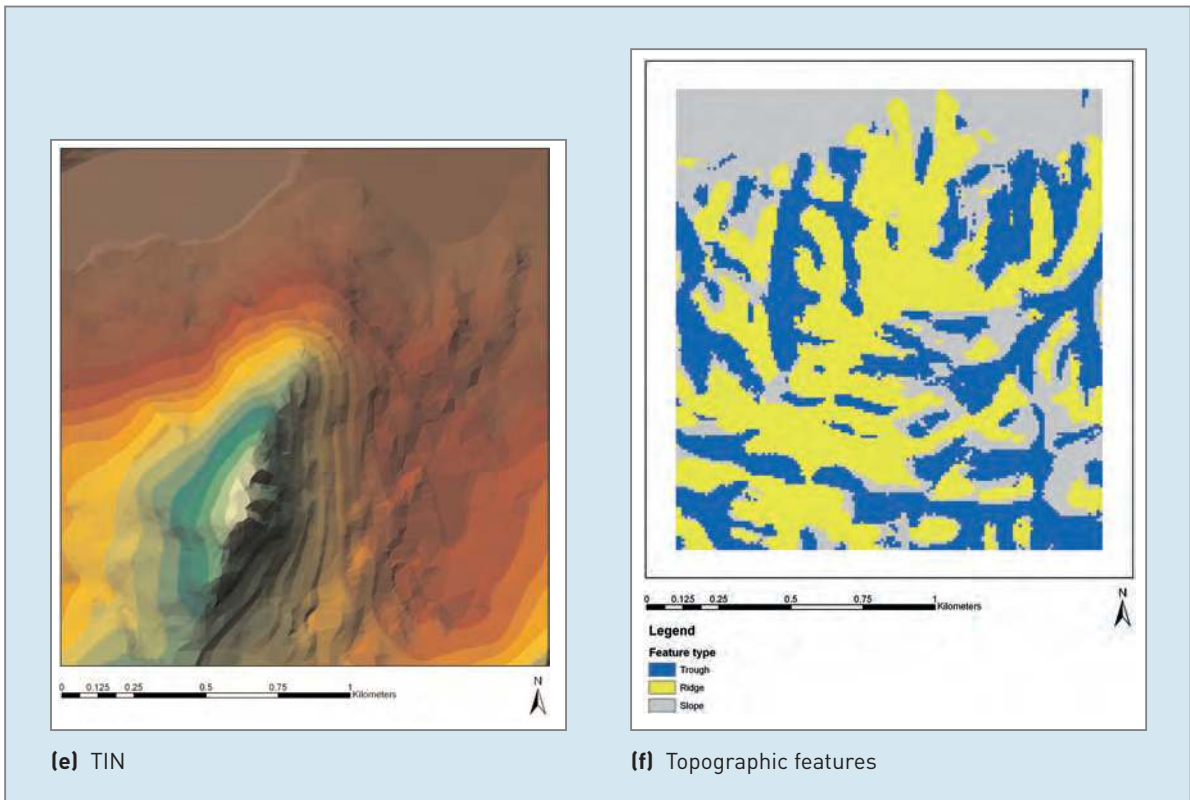 0 0.125 0.25 0.5 0.75 1
Kilometers
N
(e) TIN
0 0.125 0.25 0.5 0.75 1
Kilometers
N
Legend
Feature type
Trough
Ridge
Slope
(f) Topographic features